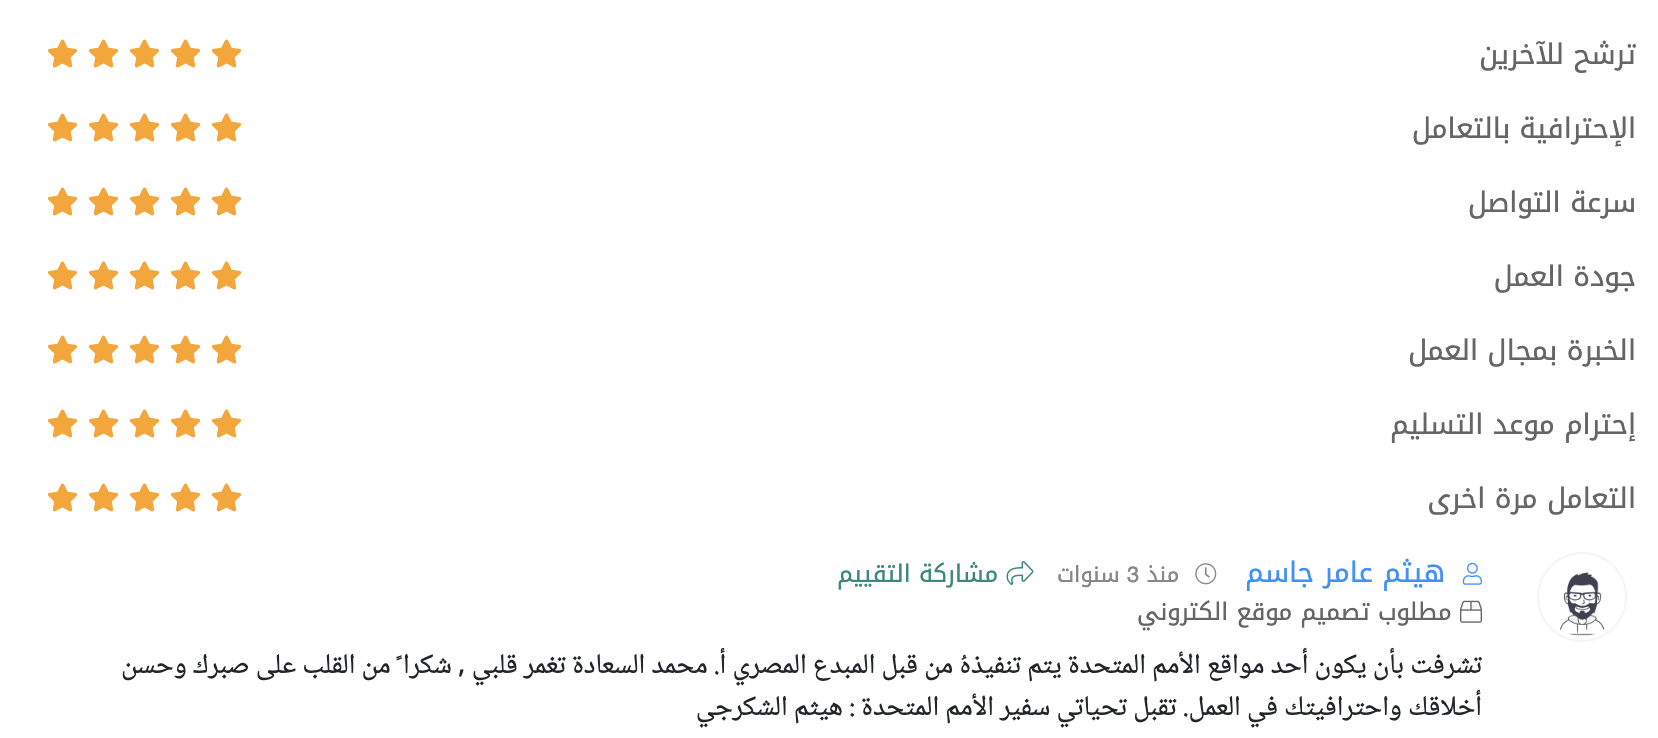 ترشح للآخرين
الإحترافية بالتعامل
سرعة التواصل
جودة العمل
الخبرة بمجال العمل
إحترام موعد التسليم
التعامل مرة اخرى
هيثم عامر جاسم منذ 3 سنوات مشاركة التقييم
مطلوب تصميم موقع الكتروني
تشرفت بأن يكون أحد مواقع الأمم المتحدة يتم تنفيذهُ من قبل المبدع المصري أ. محمد السعادة تغمر قلبي , شكرا ً من القلب على صبرك وحسن
أخلاقك واحترافيتك في العمل. تقبل تحياتي سفير الأمم المتحدة : هيثم الشكرجي